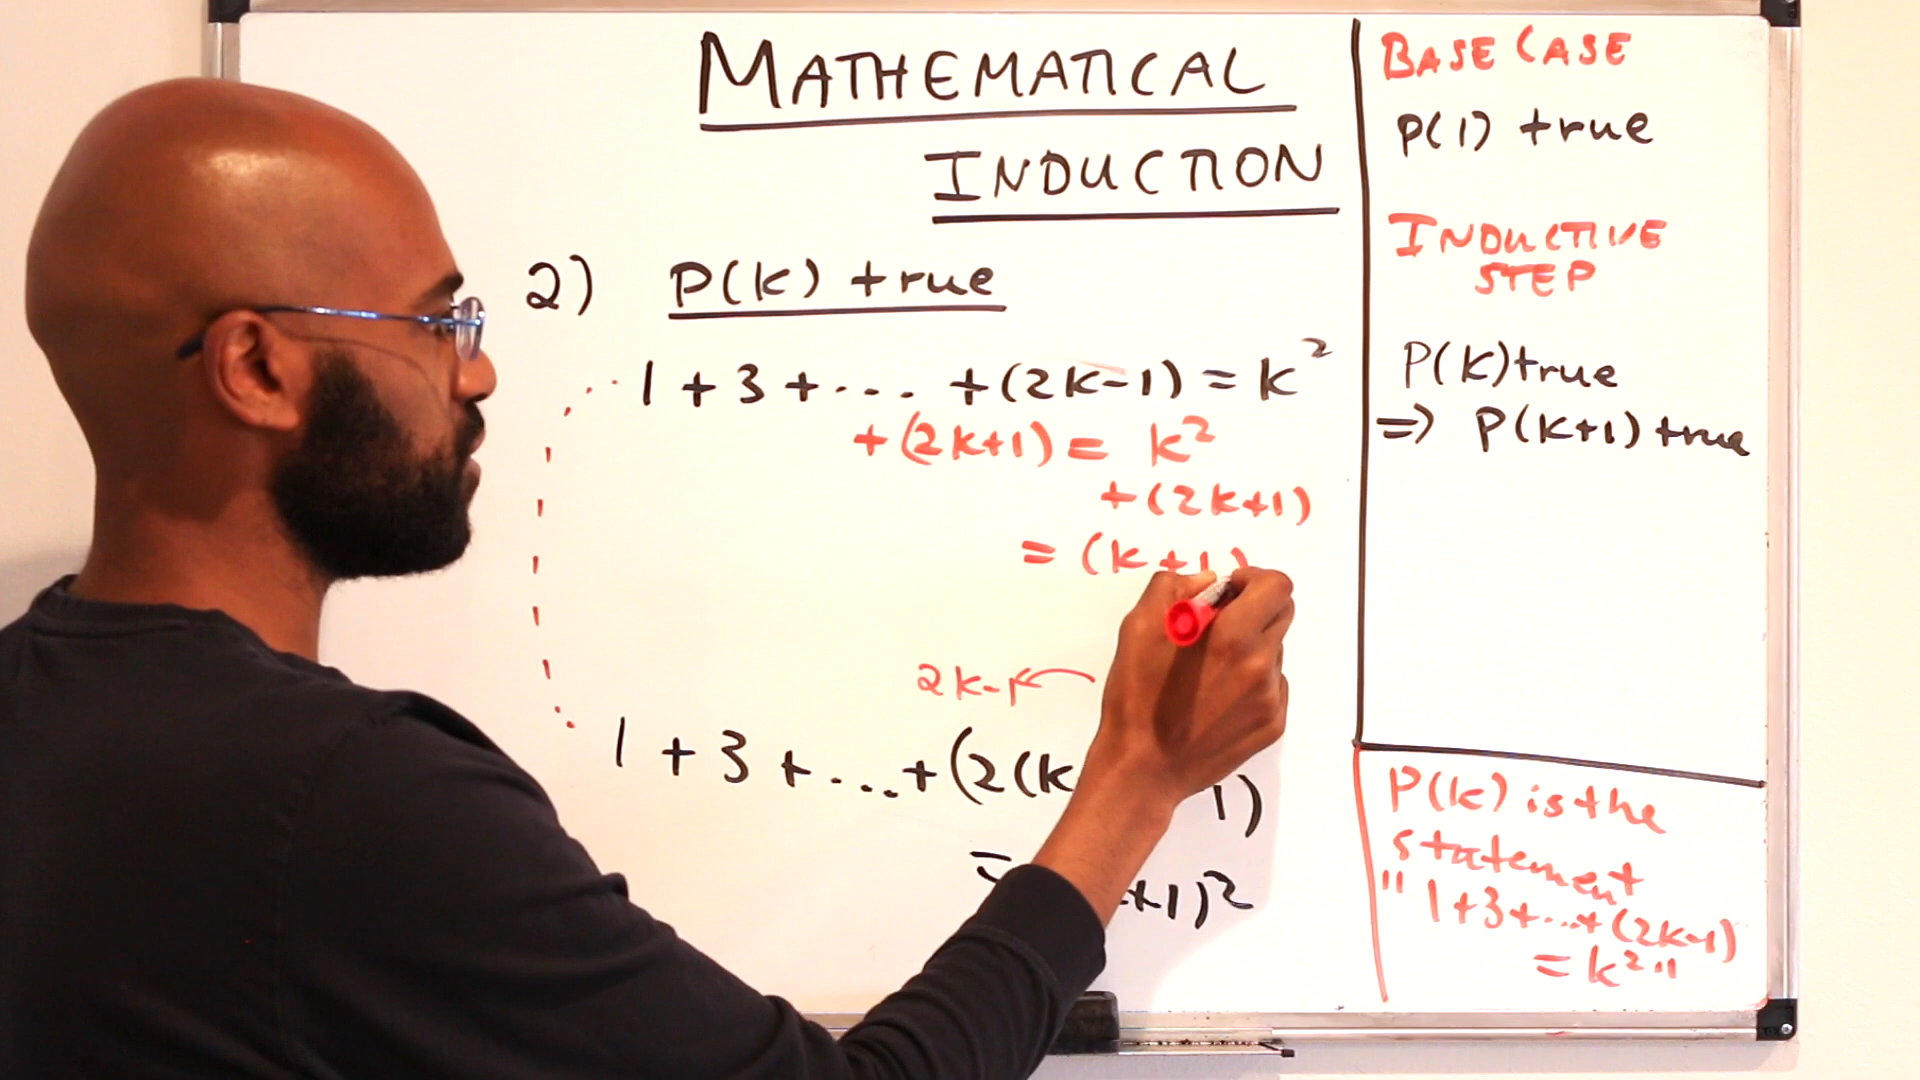 MATHEMATICAL
INDUCTION
2) P(k) true
1 + 3 + .... + (2k-1) = k²
+ (2k+1) = k²
+ (2k+1)
= (k+1)
2k-1
1 + 3 + ... + (2(k 1)
+1)²
BASE CASE
P(1) true
INDUCTIVE
STEP
P(k) true
=> P(k+1) true
P(k) is the
statement
"1+3+...+(2k-1)
= k²"